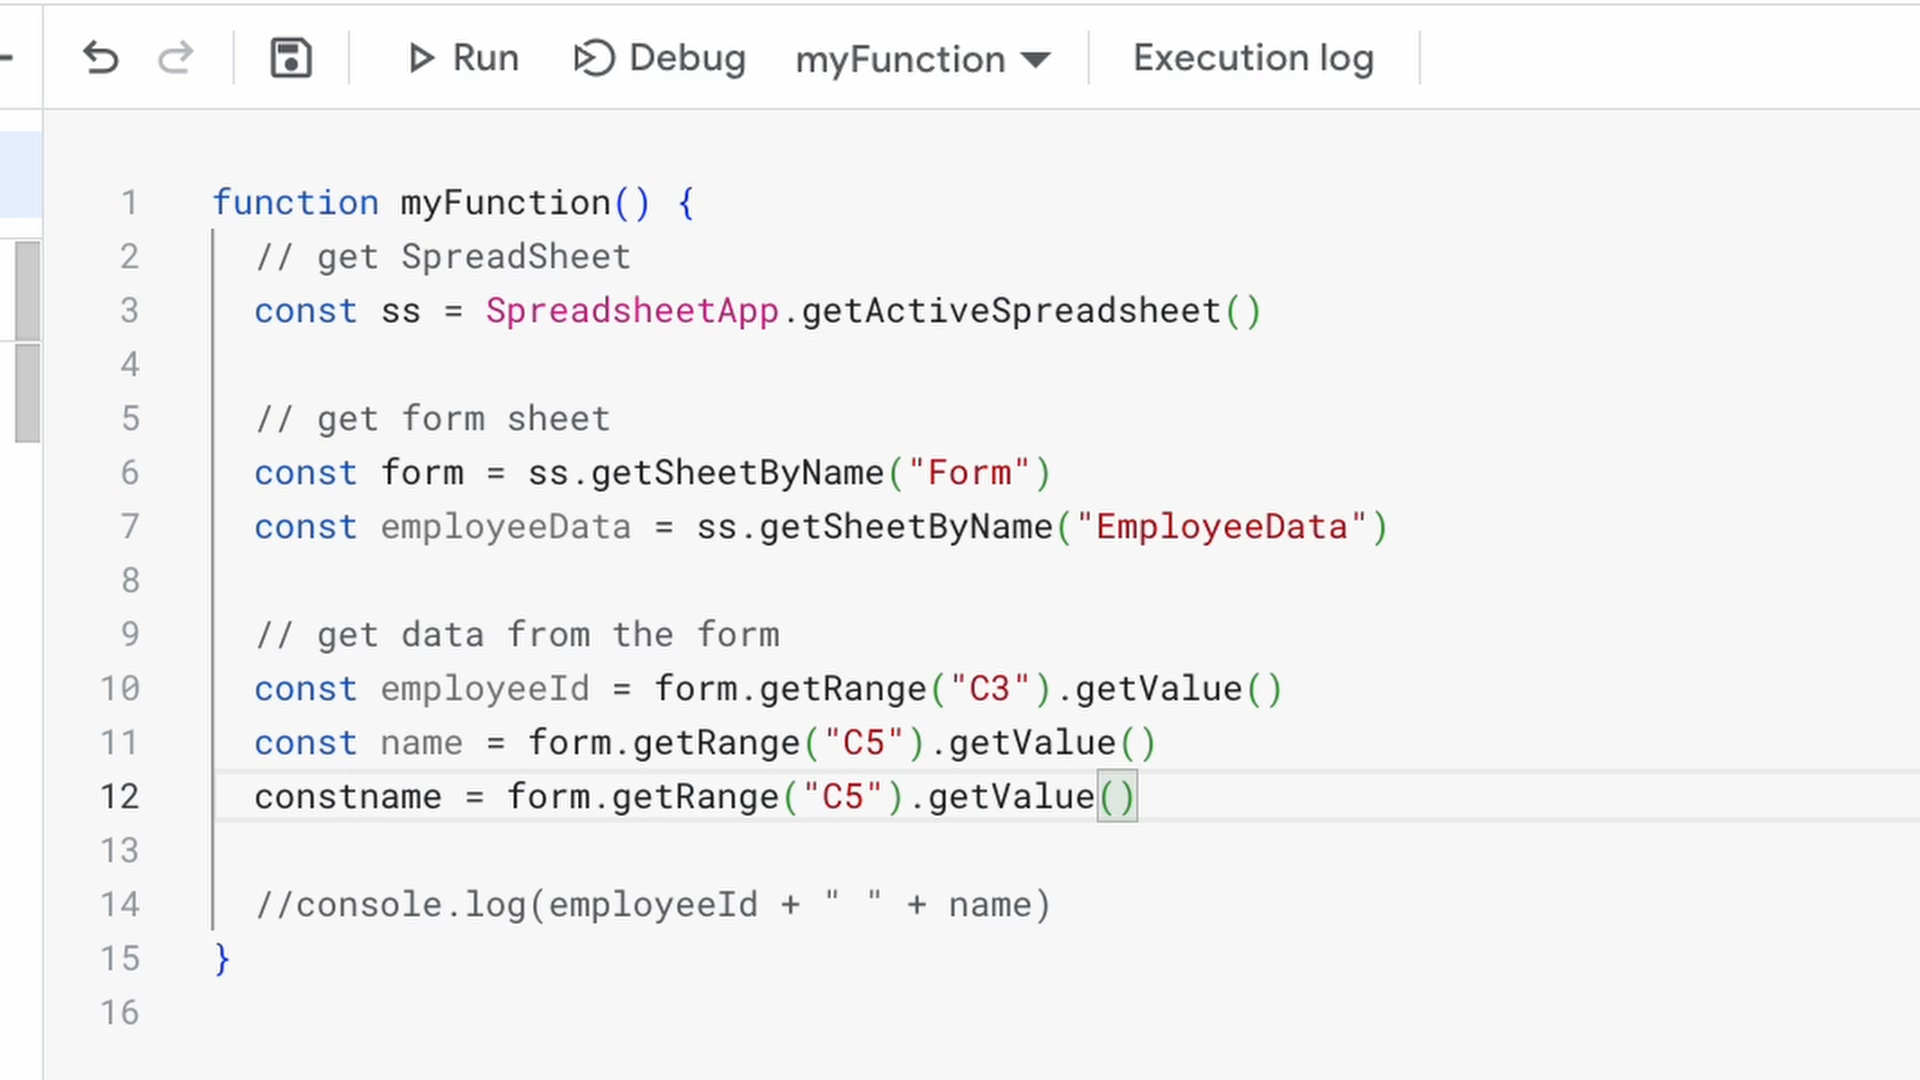 Run Debug myFunction Execution log
1 function myFunction() {
2 // get SpreadSheet
3 const ss = SpreadsheetApp.getActiveSpreadsheet()
4
5 // get form sheet
6 const form = ss.getSheetByName("Form")
7 const employeeData = ss.getSheetByName("EmployeeData")
8
9 // get data from the form
10 const employeeId = form.getRange("C3").getValue()
11 const name = form.getRange("C5").getValue()
12 constname = form.getRange("C5").getValue()
13
14 //console.log(employeeId + " " + name)
15 }
16